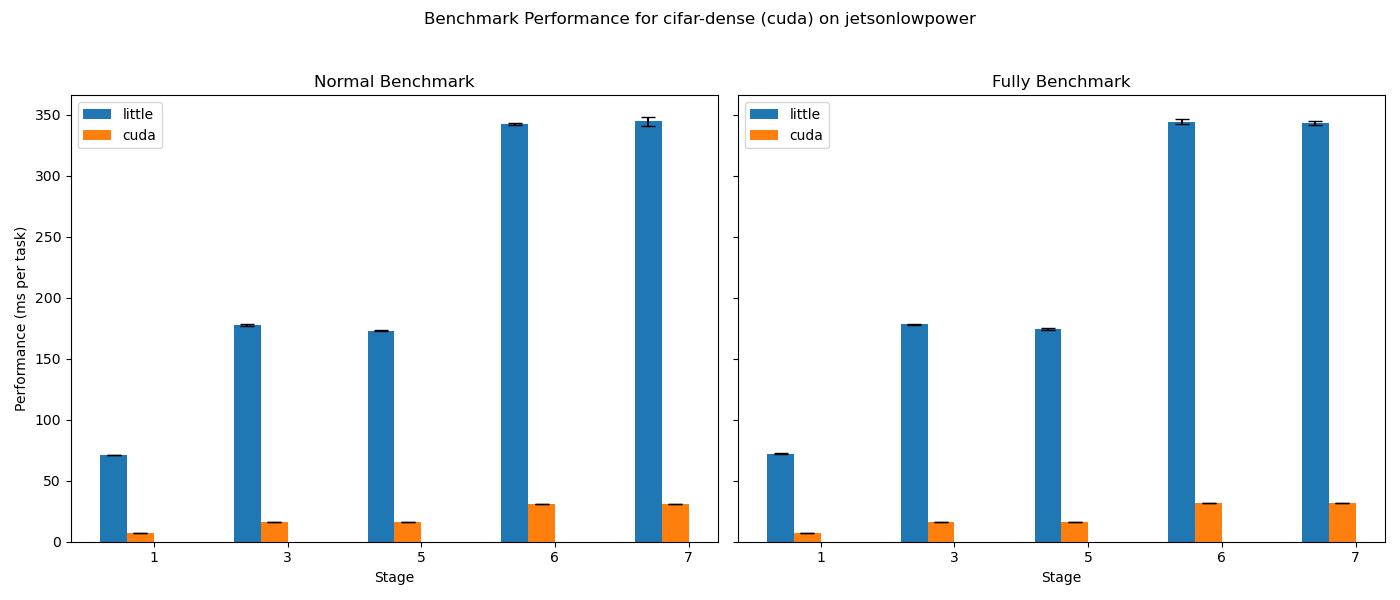 Benchmark Performance for cifar-dense (cuda) on jetsonlowpower
Normal Benchmark
little
cuda
Performance (ms per task)
350
300
250
200
150
100
50
0
1 3 5 6 7
Stage
Fully Benchmark
little
cuda
1 3 5 6 7
Stage